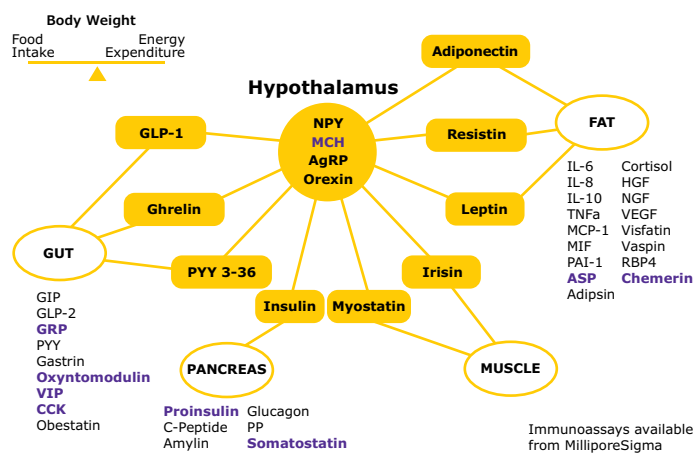 Body Weight
Food Intake
Energy Expenditure
Hypothalamus
NPY
MCH
AgRP
Orexin
Adiponectin
Resistin
Leptin
Irisin
Myostatin
Insulin
PYY 3-36
Ghrelin
GLP-1
FAT
IL-6 Cortisol
IL-8 HGF
IL-10 NGF
TNFa VEGF
MCP-1 Visfatin
MIF Vaspin
PAI-1 RBP4
ASP Chemerin
Adipsin
GUT
GIP
GLP-2
GRP
PYY
Gastrin
Oxyntomodulin
VIP
CCK
Obestatin
PANCREAS
Proinsulin Glucagon
C-Peptide PP
Amylin Somatostatin
MUSCLE
Immunoassays available
from MilliporeSigma